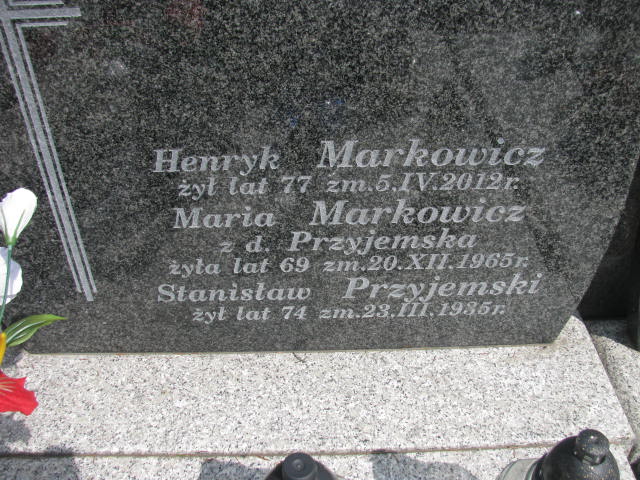 Henryk Markowicz
żył lat 77 zm.5.IV.2012r.
Maria Markowicz
z d. Przyjemska
żyła lat 69 zm.20.XII.1965r.
Stanisław Przyjemski
żył lat 74 zm.23.III.1935r.